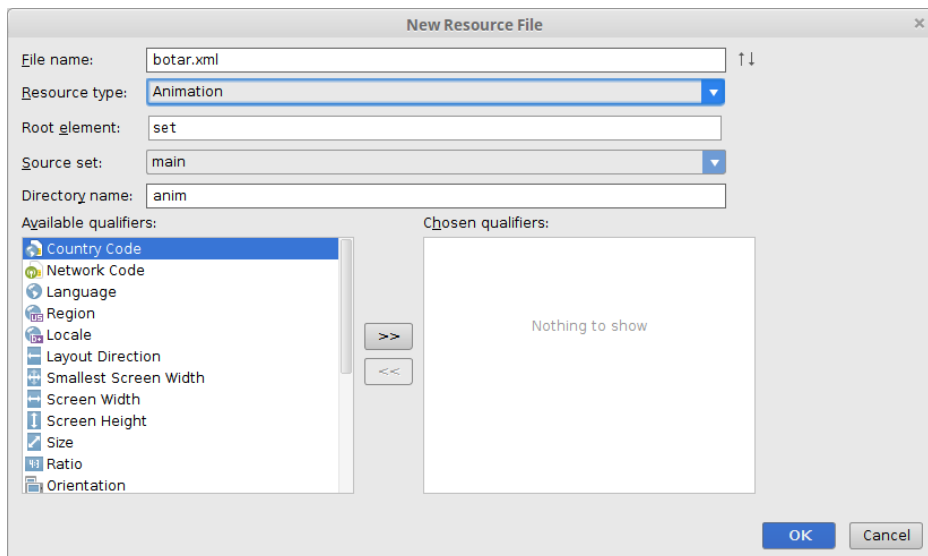 New Resource File
File name: botar.xml
Resource type: Animation
Root element: set
Source set: main
Directory name: anim
Available qualifiers: Chosen qualifiers:
Country Code
Network Code
Language
Region
Locale
Layout Direction
Smallest Screen Width
Screen Width
Screen Height
Size
Ratio
Orientation
>>
<<
Nothing to show
OK Cancel